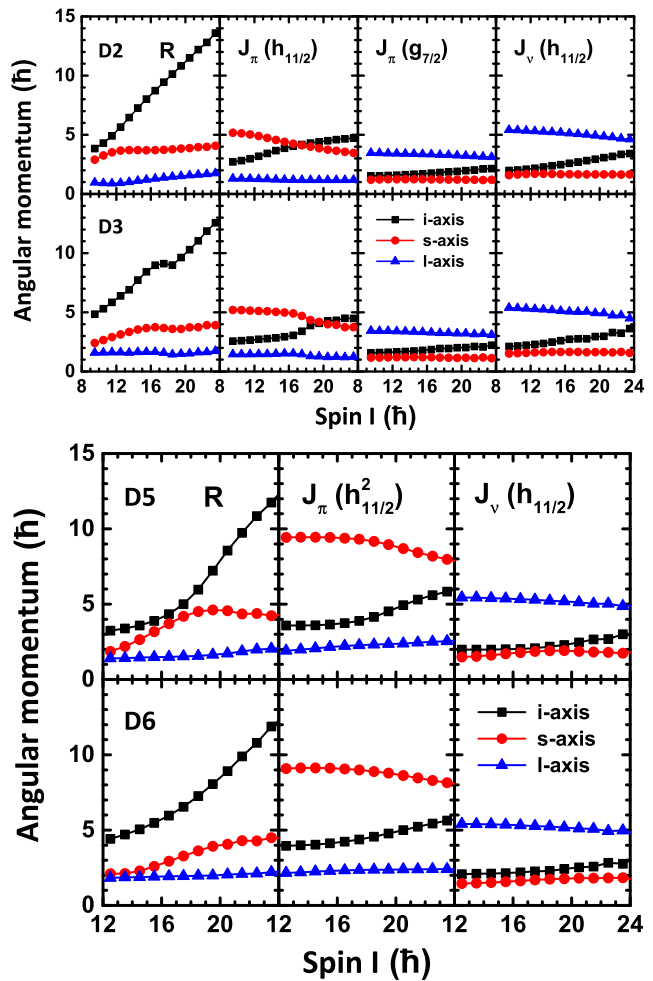 15
D2 R
Jπ (h11/2)
Jπ (g7/2)
Jν (h11/2)
10
5
0
Angular momentum (ħ)
D3
i-axis
s-axis
l-axis
10
5
0
8 12 16 20 8 12 16 20 8 12 16 20 8 12 16 20 24
Spin I (ħ)
15
D5 R
Jπ (h²11/2)
Jν (h11/2)
10
5
0
Angular momentum (ħ)
D6
i-axis
s-axis
l-axis
10
5
0
12 16 20 12 16 20 12 16 20 24
Spin I (ħ)